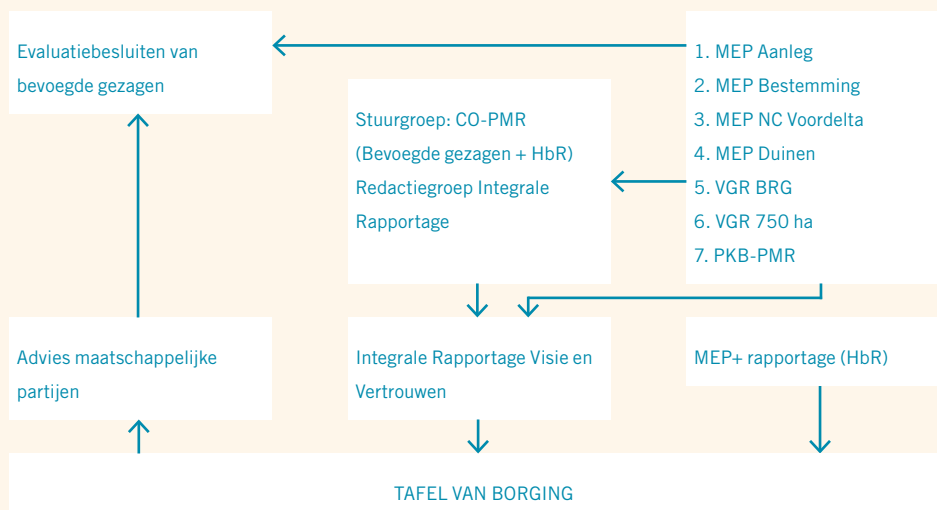 Evaluatiebesluiten van
bevoegde gezagen
Stuurgroep: CO-PMR
(Bevoegde gezagen + HbR)
Redactiegroep Integrale
Rapportage
1. MEP Aanleg
2. MEP Bestemming
3. MEP NC Voordelta
4. MEP Duinen
5. VGR BRG
6. VGR 750 ha
7. PKB-PMR
Advies maatschappelijke
partijen
Integrale Rapportage Visie en
Vertrouwen
MEP+ rapportage (HbR)
TAFEL VAN BORGING